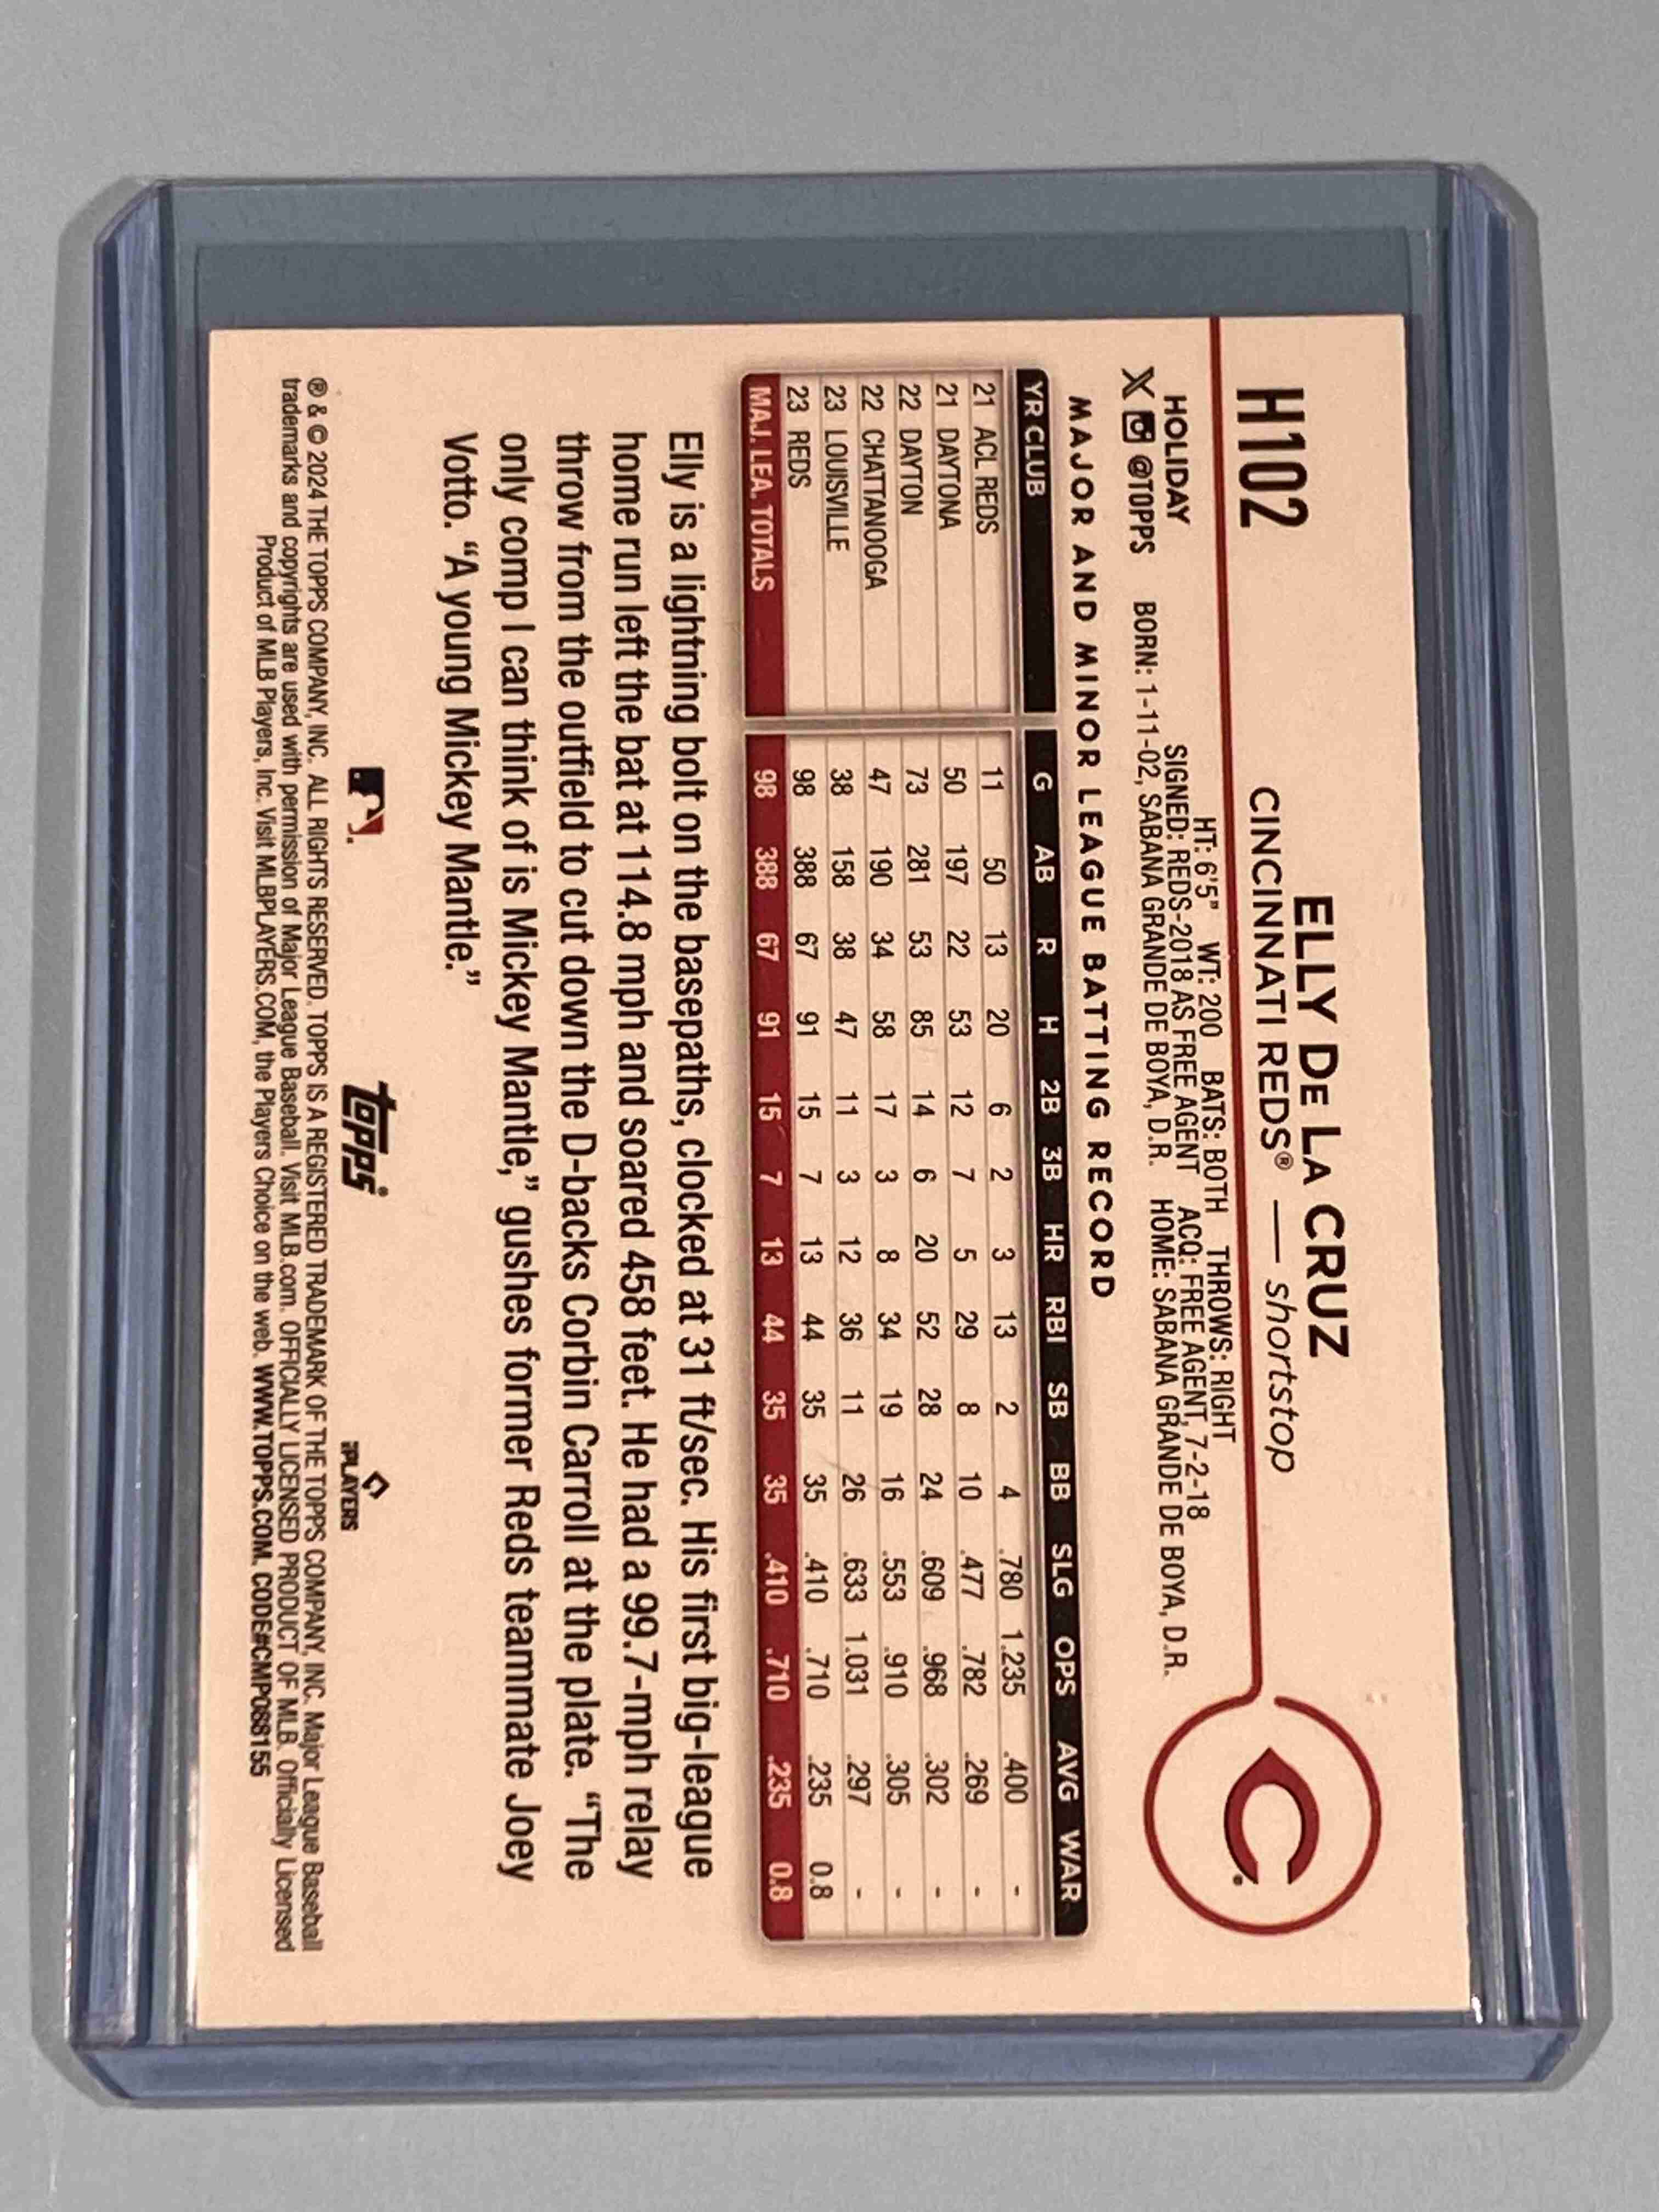 H102
ELLY DE LA CRUZ
CINCINNATI REDS® — shortstop
HT: 6'5" WT: 200 BATS: BOTH THROWS: RIGHT
HOLIDAY SIGNED: REDS-2018 AS FREE AGENT ACQ: FREE AGENT, 7-2-18
X @TOPPS BORN: 1-11-02, SABANA GRANDE DE BOYA, D.R. HOME: SABANA GRANDE DE BOYA, D.R.
C
MAJOR AND MINOR LEAGUE BATTING RECORD
YR CLUB G AB R H 2B 3B HR RBI SB BB SLG OPS AVG WAR
21 ACL REDS 11 50 13 20 6 2 3 13 2 4 .780 1.235 .400 -
21 DAYTONA 50 197 22 53 12 7 5 29 8 10 .477 .782 .269 -
22 DAYTON 73 281 53 85 14 6 20 52 28 24 .609 .968 .302 -
22 CHATTANOOGA 47 190 34 58 17 3 8 34 19 16 .553 .910 .305 -
23 LOUISVILLE 38 158 38 47 11 3 12 36 11 26 .633 1.031 .297 -
23 REDS 98 388 67 91 15 7 13 44 35 35 .410 .710 .235 0.8
MAJ. LEA. TOTALS 98 388 67 91 15 7 13 44 35 35 .410 .710 .235 0.8
Elly is a lightning bolt on the basepaths, clocked at 31 ft/sec. His first big-league
home run left the bat at 114.8 mph and soared 458 feet. He had a 99.7-mph relay
throw from the outfield to cut down the D-backs Corbin Carroll at the plate. “The
only comp I can think of is Mickey Mantle,” gushes former Reds teammate Joey
Votto. “A young Mickey Mantle.”
topps®
PLAYERS
® & © 2024 THE TOPPS COMPANY, INC. ALL RIGHTS RESERVED. TOPPS IS A REGISTERED TRADEMARK OF THE TOPPS COMPANY, INC. Major League Baseball
trademarks and copyrights are used with permission of Major League Baseball. Visit MLB.com. OFFICIALLY LICENSED PRODUCT OF MLB. Officially Licensed
Product of MLB Players, Inc. Visit MLBPLAYERS.COM, the Players Choice on the web. WWW.TOPPS.COM. CODE#CMP068155